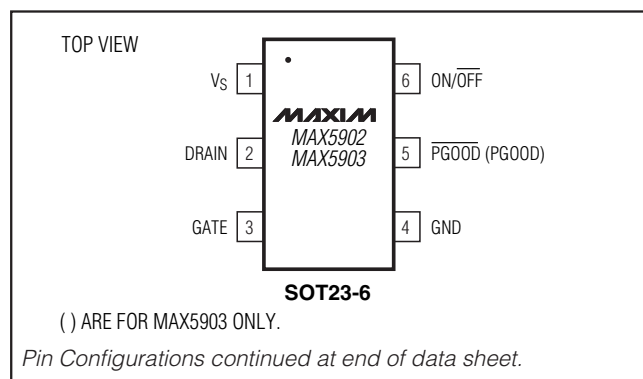 TOP VIEW
VS 1
6 ON/OFF
MAXIM
DRAIN 2
MAX5902
5 PGOOD (PGOOD)
MAX5903
GATE 3
4 GND
SOT23-6
( ) ARE FOR MAX5903 ONLY.
Pin Configurations continued at end of data sheet.